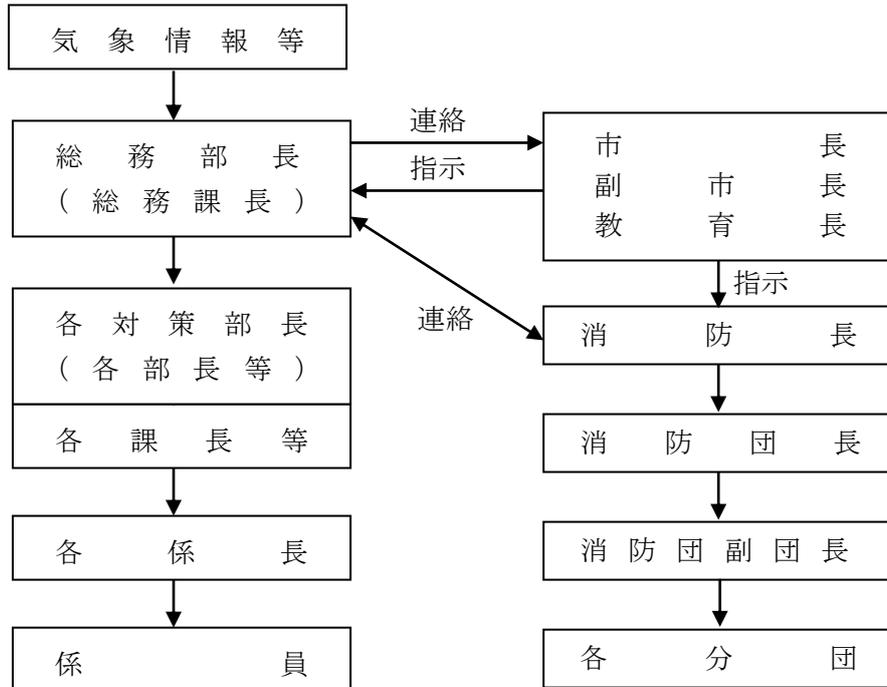 気象情報等
連絡
総務部長
(総務課長)
指示
市長
副市長
教育長
指示
各対策部長
(各部長等)
連絡
消防長
各課長等
消防団長
各係長
消防団副団長
係員
各分団